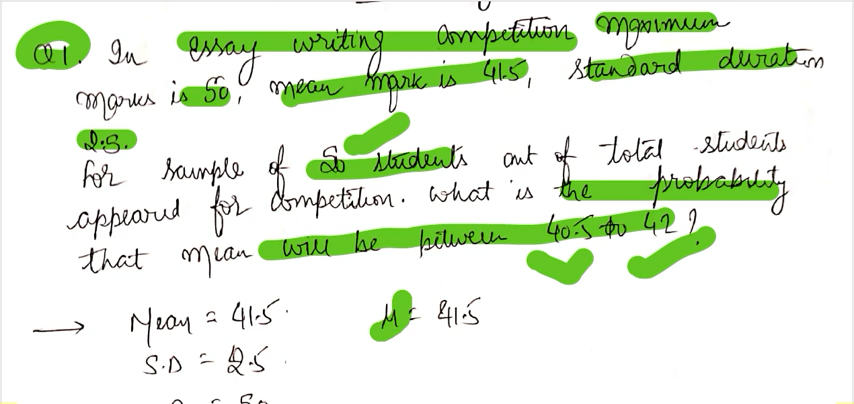 Q1. In essay writing competition maximum
marks is 50, mean mark is 41.5, standard duration
2.5.
for sample of 50 students out of total students
appeared for competition. What is the probability
that mean will be between 40.5 to 42?
→ Mean = 41.5. μ = 41.5
S.D = 2.5.